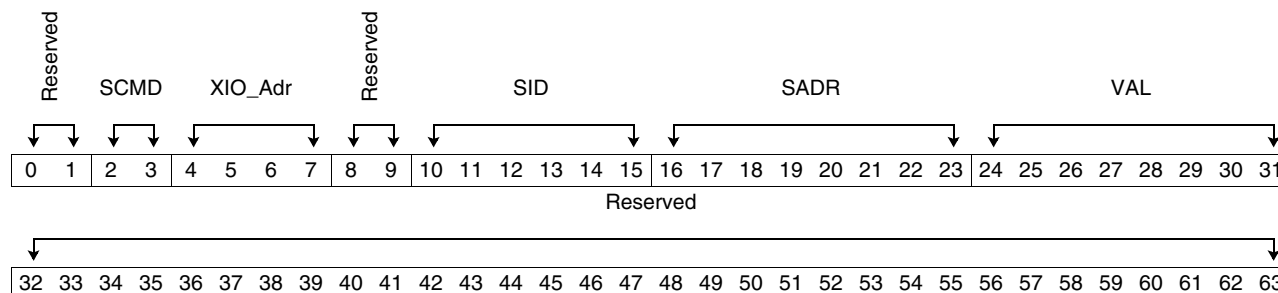 Reserved Reserved
SCMD XIO_Adr SID SADR VAL
0 1 2 3 4 5 6 7 8 9 10 11 12 13 14 15 16 17 18 19 20 21 22 23 24 25 26 27 28 29 30 31
Reserved
32 33 34 35 36 37 38 39 40 41 42 43 44 45 46 47 48 49 50 51 52 53 54 55 56 57 58 59 60 61 62 63